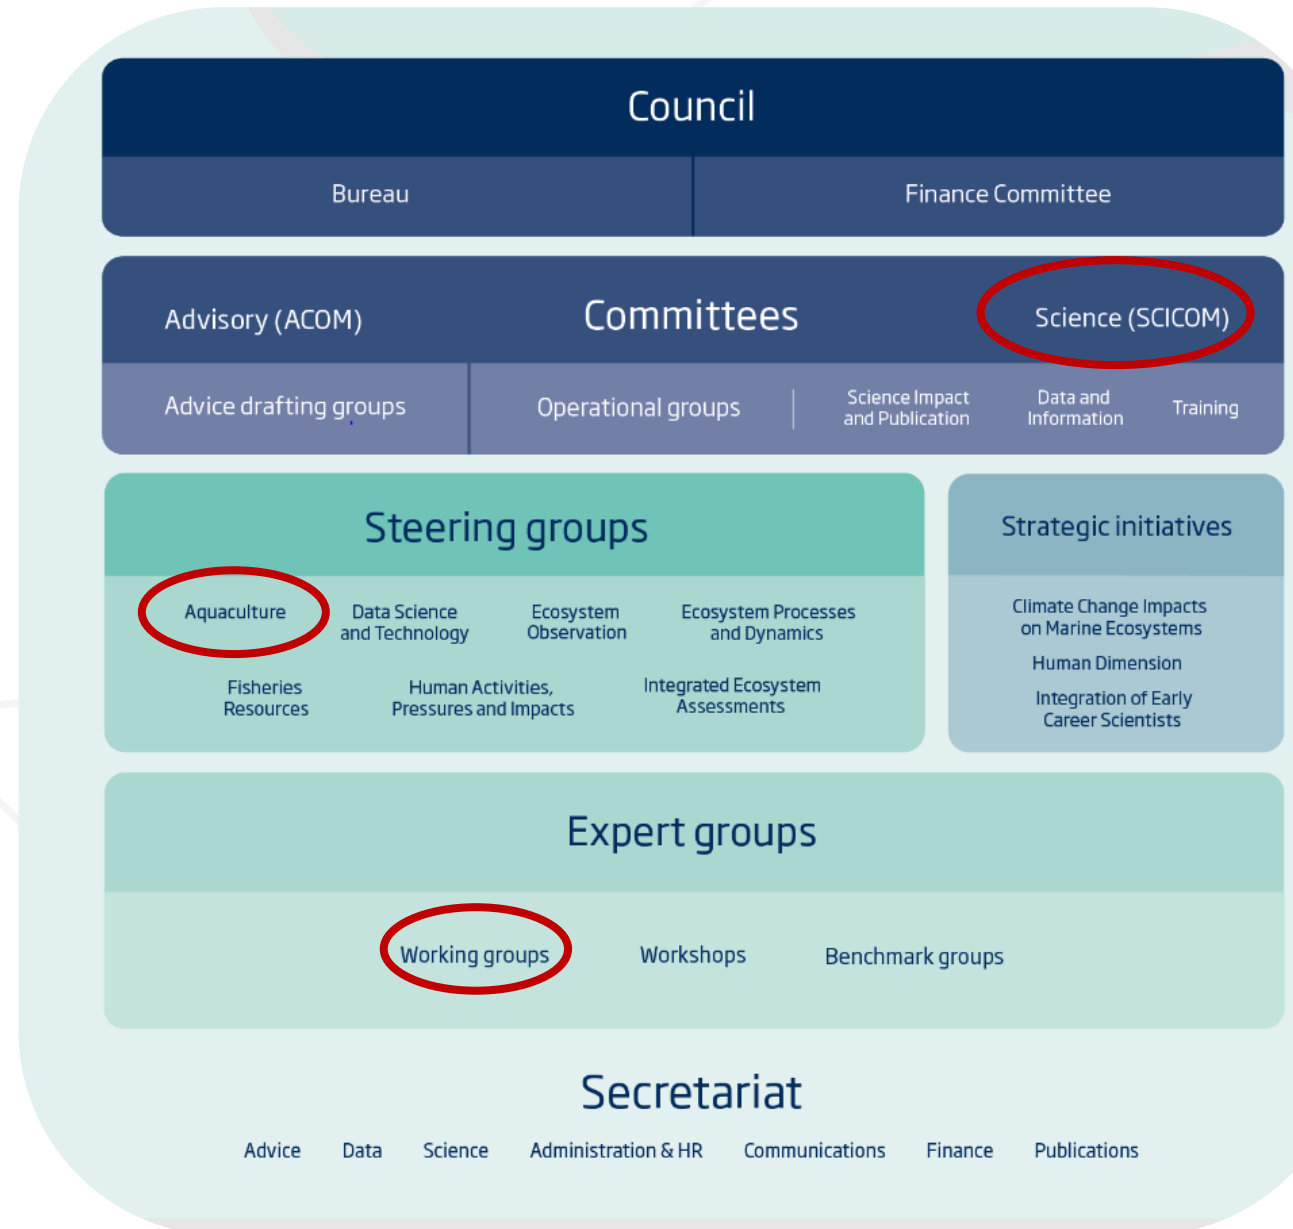 Council
Bureau
Finance Committee
Advisory (ACOM)
Committees
Science (SCICOM)
Advice drafting groups
Operational groups
Science Impact
and Publication
Data and
Information
Training
Steering groups
Aquaculture
Data Science
and Technology
Ecosystem
Observation
Ecosystem Processes
and Dynamics
Fisheries
Resources
Human Activities,
Pressures and Impacts
Integrated Ecosystem
Assessments
Strategic initiatives
Climate Change Impacts
on Marine Ecosystems
Human Dimension
Integration of Early
Career Scientists
Expert groups
Working groups
Workshops
Benchmark groups
Secretariat
Advice
Data
Science
Administration & HR
Communications
Finance
Publications